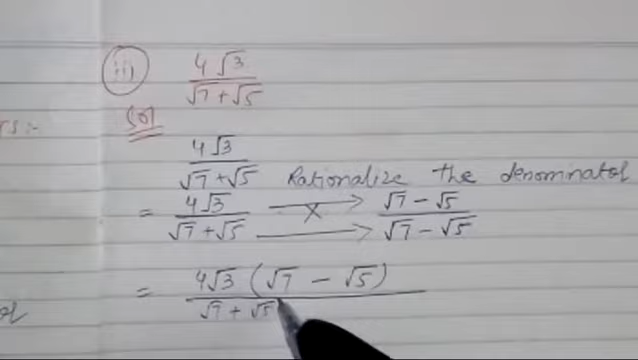 iii) 4√3 / √7 + √5
Sol
4√3 / √7 + √5 Rationalize the denominator
= 4√3 / √7 + √5 × √7 - √5 / √7 - √5
= 4√3 (√7 - √5) / √7 + √5